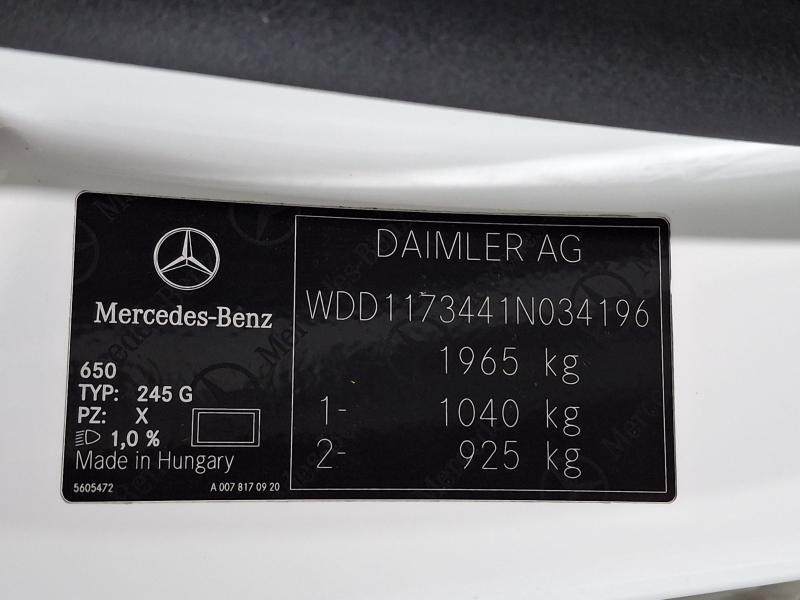 Mercedes-Benz
650
TYP: 245 G
PZ: X
1,0 %
Made in Hungary
5605472
A 007 817 09 20
DAIMLER AG
WDD1173441N034196
1965 kg
1- 1040 kg
2- 925 kg